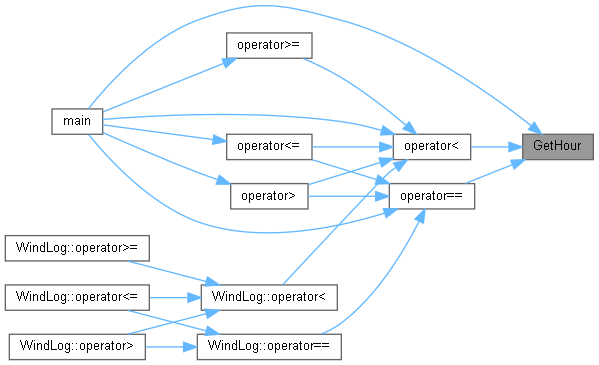 operator>=
main
operator<=
operator<
GetHour
operator>
operator==
WindLog::operator>=
WindLog::operator<=
WindLog::operator<
WindLog::operator>
WindLog::operator==